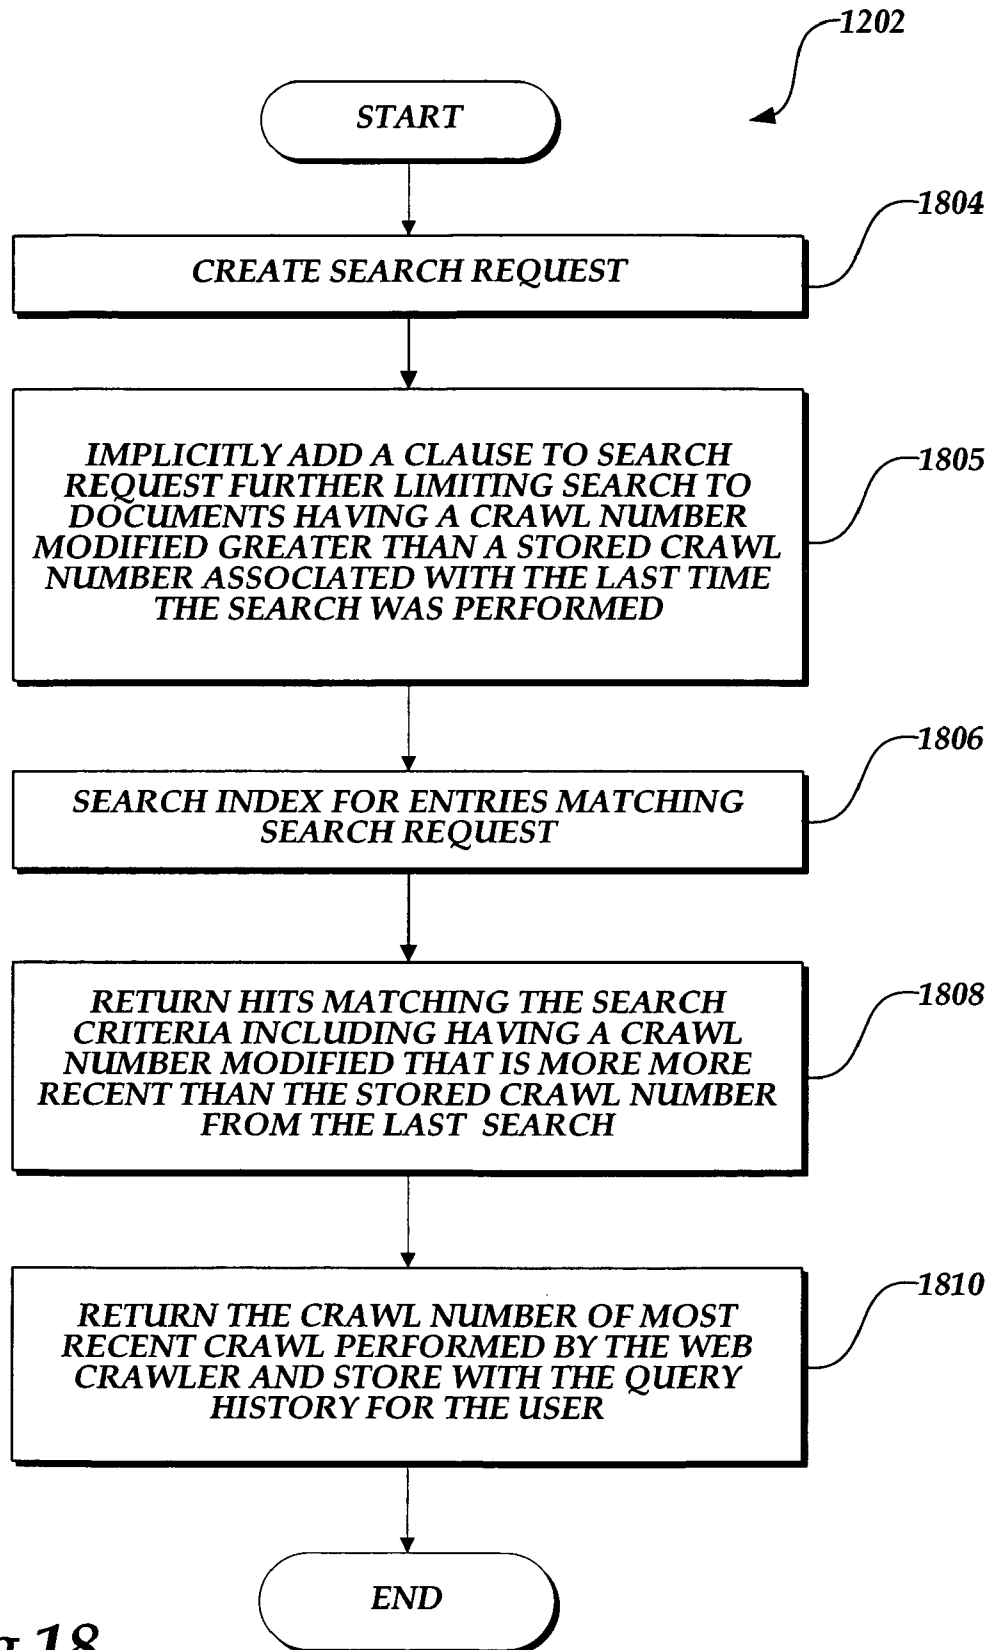 1202
START
1804
CREATE SEARCH REQUEST
1805
IMPLICITLY ADD A CLAUSE TO SEARCH
REQUEST FURTHER LIMITING SEARCH TO
DOCUMENTS HAVING A CRAWL NUMBER
MODIFIED GREATER THAN A STORED CRAWL
NUMBER ASSOCIATED WITH THE LAST TIME
THE SEARCH WAS PERFORMED
1806
SEARCH INDEX FOR ENTRIES MATCHING
SEARCH REQUEST
1808
RETURN HITS MATCHING THE SEARCH
CRITERIA INCLUDING HAVING A CRAWL
NUMBER MODIFIED THAT IS MORE MORE
RECENT THAN THE STORED CRAWL NUMBER
FROM THE LAST SEARCH
1810
RETURN THE CRAWL NUMBER OF MOST
RECENT CRAWL PERFORMED BY THE WEB
CRAWLER AND STORE WITH THE QUERY
HISTORY FOR THE USER
END
18